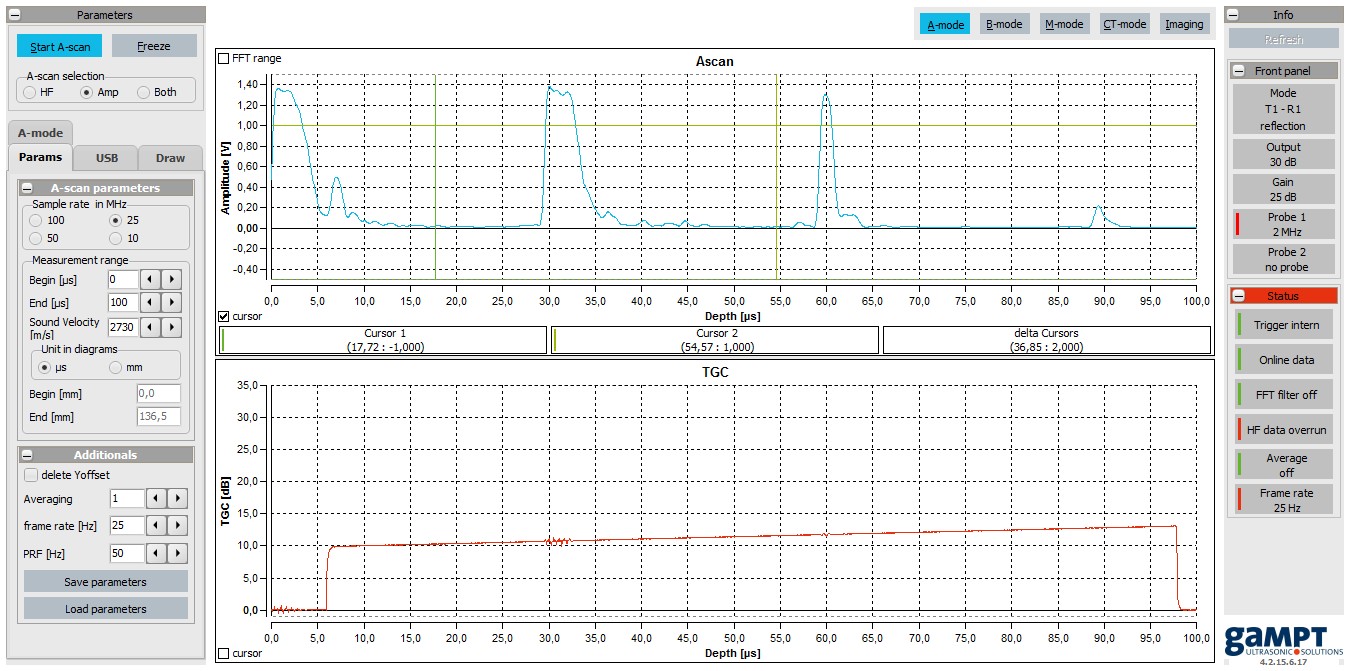 Parameters
Start A-scan
Freeze
A-scan selection
HF
Amp
Both
A-mode
Params
USB
Draw
A-scan parameters
Sample rate in MHz
100
25
50
10
Measurement range
Begin [µs]
0
End [µs]
100
Sound Velocity
[m/s]
2730
Unit in diagrams
µs
mm
Begin [mm]
0,0
End [mm]
136,5
Additionals
delete Yoffset
Averaging
1
frame rate [Hz]
25
PRF [Hz]
50
Save parameters
Load parameters
A-mode
B-mode
M-mode
CT-mode
Imaging
FFT range
Ascan
Amplitude [V]
1,40
1,20
1,00
0,80
0,60
0,40
0,20
0,00
-0,20
-0,40
0,0 5,0 10,0 15,0 20,0 25,0 30,0 35,0 40,0 45,0 50,0 55,0 60,0 65,0 70,0 75,0 80,0 85,0 90,0 95,0 100,0
cursor
Depth [µs]
Cursor 1
(17,72 : -1,000)
Cursor 2
(54,57 : 1,000)
delta Cursors
(36,85 : 2,000)
TGC
TGC [dB]
35,0
30,0
25,0
20,0
15,0
10,0
5,0
0,0
0,0 5,0 10,0 15,0 20,0 25,0 30,0 35,0 40,0 45,0 50,0 55,0 60,0 65,0 70,0 75,0 80,0 85,0 90,0 95,0 100,0
cursor
Depth [µs]
Info
Refresh
Front panel
Mode
T1 - R1
reflection
Output
30 dB
Gain
25 dB
Probe 1
2 MHz
Probe 2
no probe
Status
Trigger intern
Online data
FFT filter off
HF data overrun
Average
off
Frame rate
25 Hz
gaMPT
ULTRASONIC SOLUTIONS
4.2.15.6.17